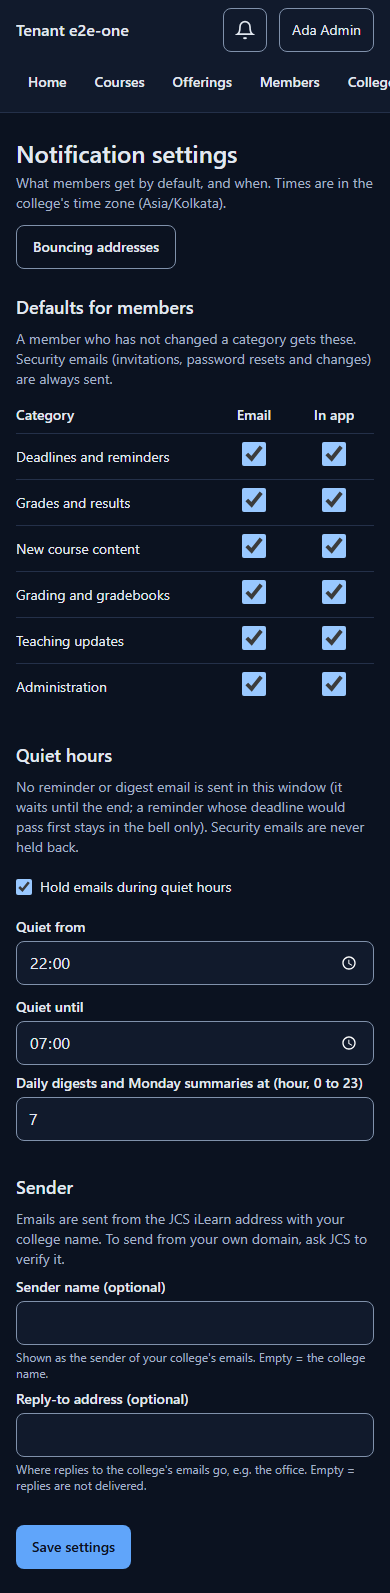 Tenant e2e-one
Ada Admin
Home Courses Offerings Members College
Notification settings
What members get by default, and when. Times are in the
college's time zone (Asia/Kolkata).
Bouncing addresses
Defaults for members
A member who has not changed a category gets these.
Security emails (invitations, password resets and changes)
are always sent.
Category Email In app
Deadlines and reminders
Grades and results
New course content
Grading and gradebooks
Teaching updates
Administration
Quiet hours
No reminder or digest email is sent in this window (it
waits until the end; a reminder whose deadline would
pass first stays in the bell only). Security emails are never
held back.
Hold emails during quiet hours
Quiet from
22:00
Quiet until
07:00
Daily digests and Monday summaries at (hour, 0 to 23)
7
Sender
Emails are sent from the JCS iLearn address with your
college name. To send from your own domain, ask JCS to
verify it.
Sender name (optional)
Shown as the sender of your college's emails. Empty = the college
name.
Reply-to address (optional)
Where replies to the college's emails go, e.g. the office. Empty =
replies are not delivered.
Save settings